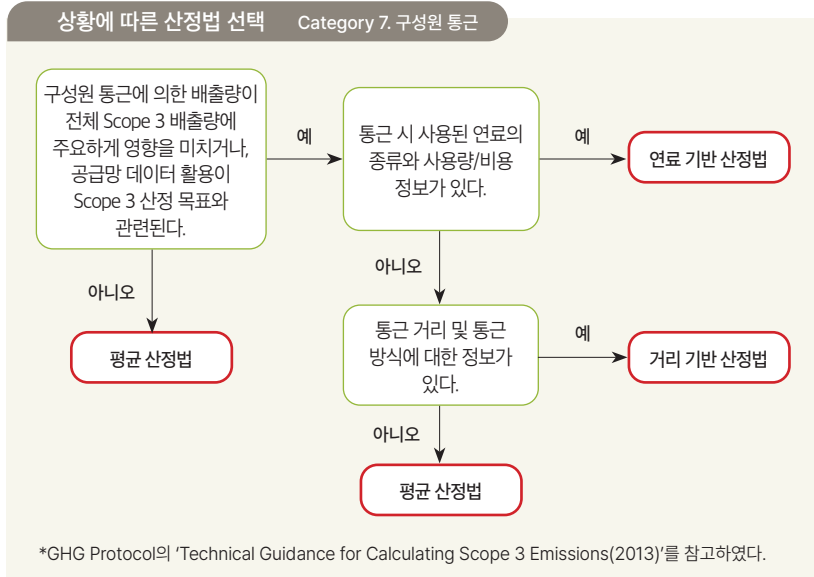 상황에 따른 산정법 선택 Category 7. 구성원 통근
구성원 통근에 의한 배출량이
전체 Scope 3 배출량에
주요하게 영향을 미치거나,
공급망 데이터 활용이
Scope 3 산정 목표와
관련된다.
예
통근 시 사용된 연료의
종류와 사용량/비용
정보가 있다.
예
연료 기반 산정법
아니오
평균 산정법
아니오
통근 거리 및 통근
방식에 대한 정보가
있다.
예
거리 기반 산정법
아니오
평균 산정법
*GHG Protocol의 ‘Technical Guidance for Calculating Scope 3 Emissions(2013)’를 참고하였다.